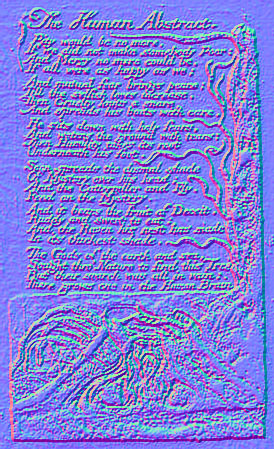 The Human Abstract.
Pity would be no more,
If we did not make somebody Poor:
And Mercy no more could be,
If all were as happy as we;
And mutual fear brings peace;
Till the selfish loves increase.
Then Cruelty knits a snare,
And spreads his baits with care.
He sits down with holy fears,
And waters the ground with tears:
Then Humility takes its root
Underneath his foot.
Soon spreads the dismal shade
Of Mystery over his head;
And the Catterpiller and Fly,
Feed on the Mystery.
And it bears the fruit of Deceit,
Ruddy and sweet to eat;
And the Raven his nest has made
In its thickest shade.
The Gods of the earth and sea,
Sought thro' Nature to find this Tree
But their search was all in vain:
There grows one in the Human Brain